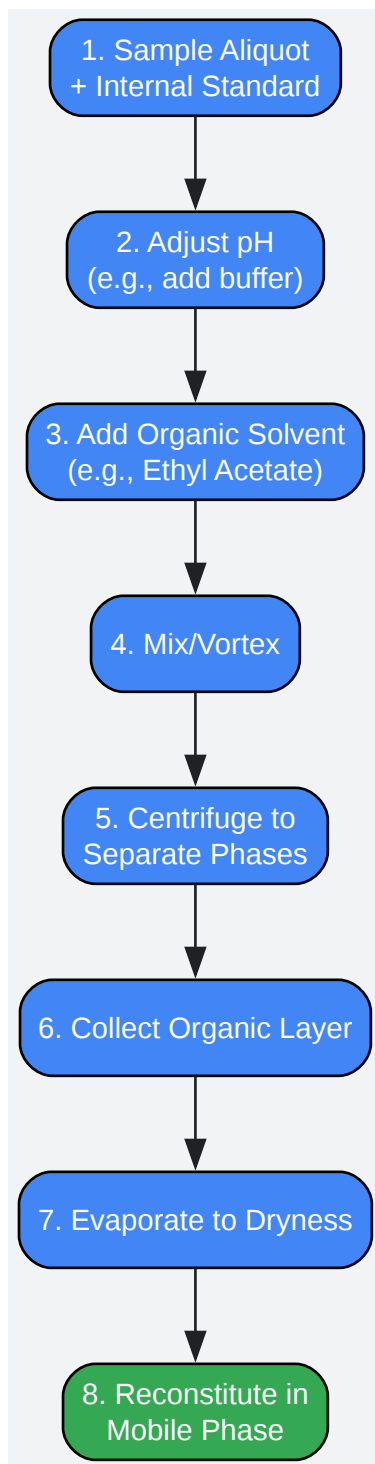 1. Sample Aliquot
+ Internal Standard
2. Adjust pH
(e.g., add buffer)
3. Add Organic Solvent
(e.g., Ethyl Acetate)
4. Mix/Vortex
5. Centrifuge to
Separate Phases
6. Collect Organic Layer
7. Evaporate to Dryness
8. Reconstitute in
Mobile Phase